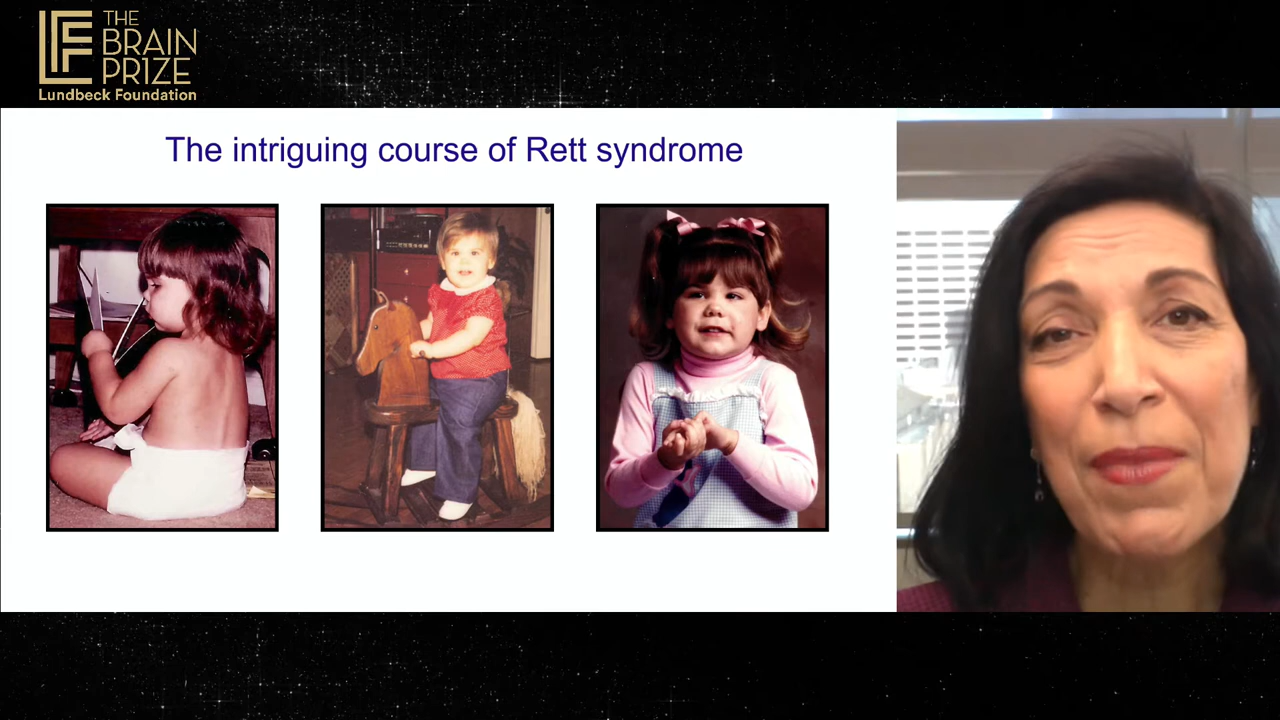 THE
BRAIN
PRIZE
Lundbeck Foundation
The intriguing course of Rett syndrome